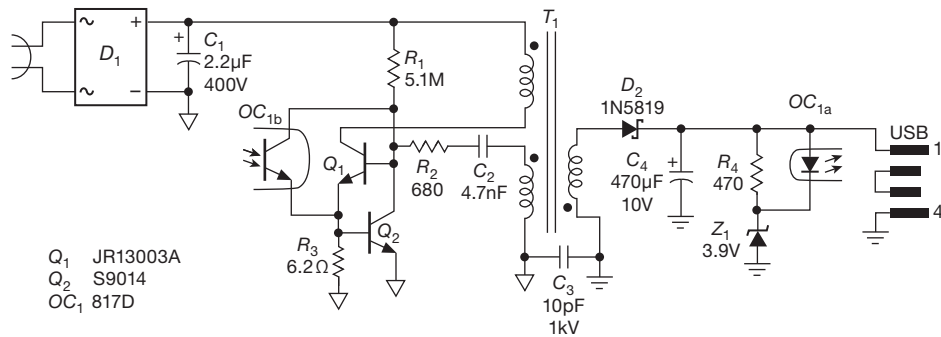 T1
D1
+
−
+
C1
2.2µF
400V
R1
5.1M
OC1b
Q1
R2
680
C2
4.7nF
Q2
R3
6.2Ω
D2
1N5819
OC1a
USB
1
4
+
C4
470µF
10V
R4
470
Z1
3.9V
C3
10pF
1kV
Q1 JR13003A
Q2 S9014
OC1 817D